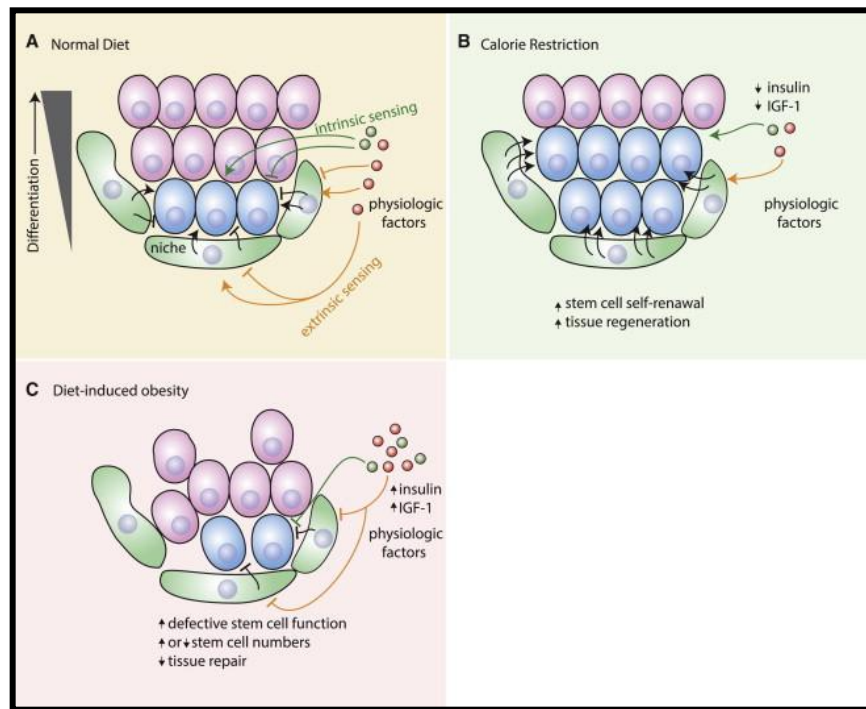 A Normal Diet
Differentiation
intrinsic sensing
physiologic
factors
niche
extrinsic sensing
B Calorie Restriction
↓ insulin
↓ IGF-1
physiologic
factors
↑ stem cell self-renawal
↑ tissue regeneration
C Diet-induced obesity
↑ insulin
↑ IGF-1
physiologic
factors
↑ defective stem cell function
↑ or ↓ stem cell numbers
↓ tissue repair